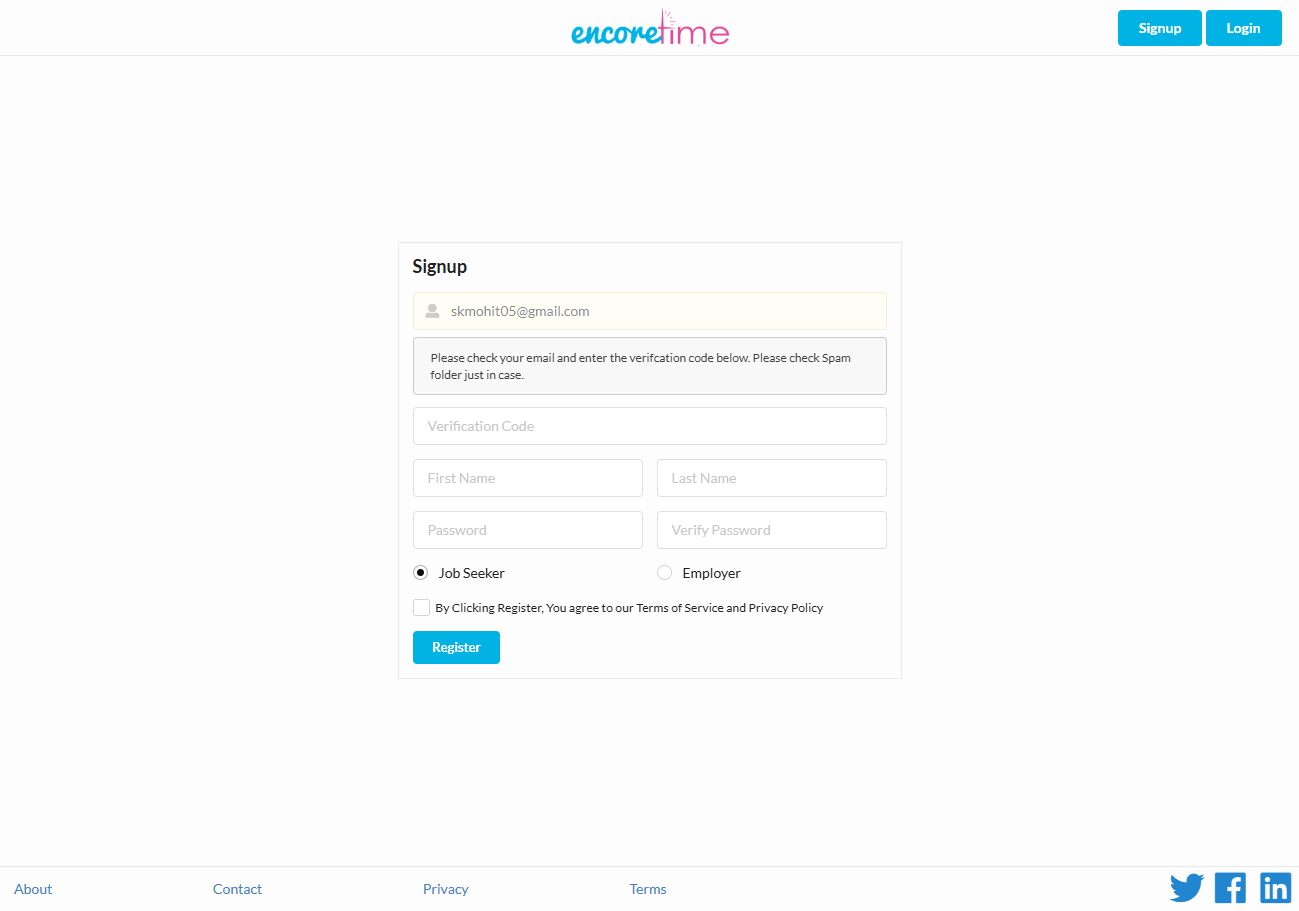 encoretime
Signup Login
Signup
skmohit05@gmail.com
Please check your email and enter the verifcation code below. Please check Spam
folder just in case.
Verification Code
First Name Last Name
Password Verify Password
Job Seeker Employer
By Clicking Register, You agree to our Terms of Service and Privacy Policy
Register
About Contact Privacy Terms